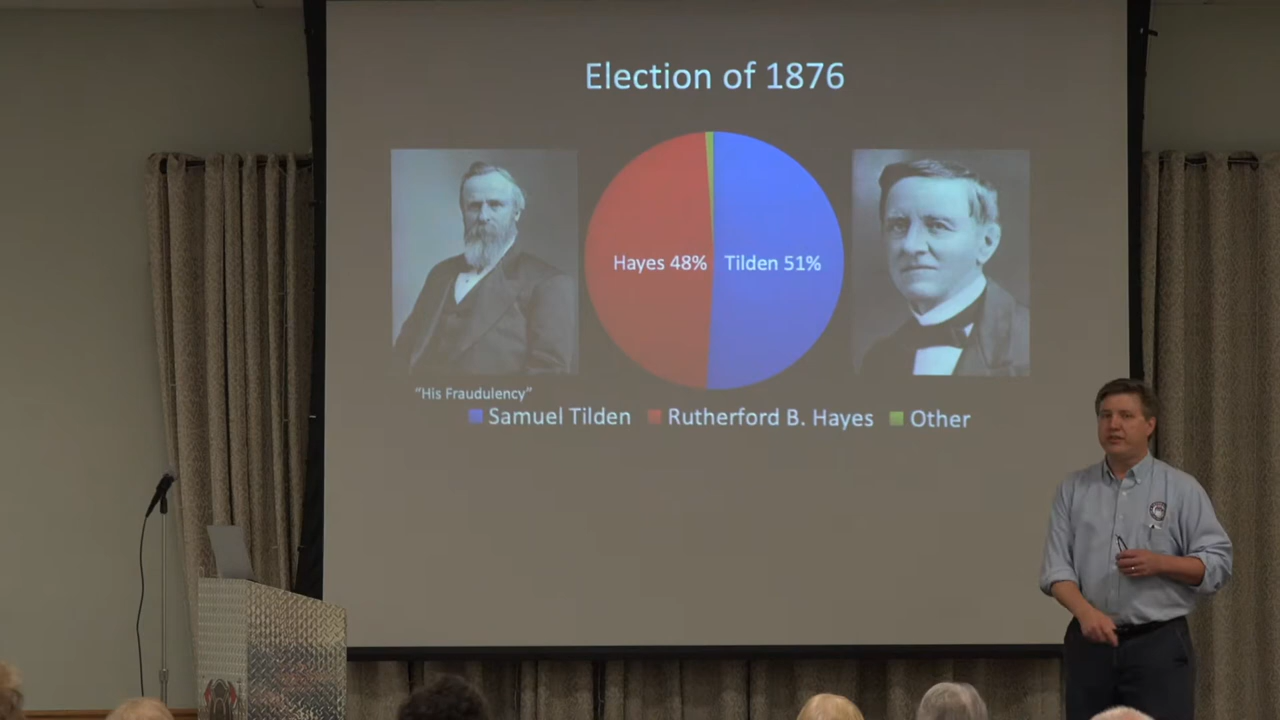 Election of 1876
Hayes 48%
Tilden 51%
“His Fraudulency”
Samuel Tilden
Rutherford B. Hayes
Other